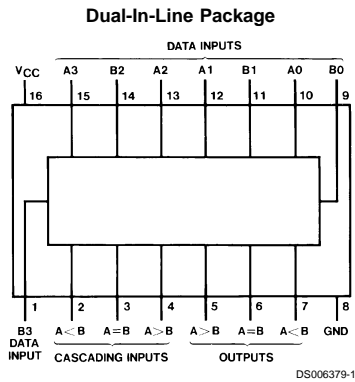 Dual-In-Line Package
DATA INPUTS
VCC A3 B2 A2 A1 B1 A0 B0
16 15 14 13 12 11 10 9
1 2 3 4 5 6 7 8
B3 A<B A=B A>B A>B A=B A<B GND
DATA
INPUT CASCADING INPUTS OUTPUTS
DS006379-1